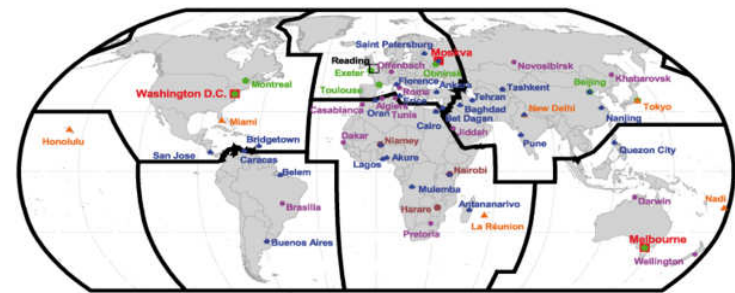 Saint Petersburg
Moskva
Reading
Offenbach
Novosibirsk
Exeter
Obninsk
Khabarovsk
Montreal
Toulouse
Florence
Ankara
Tashkent
Beijing
Washington D.C.
Roma
Tehran
Casablanca
Algiers
Erice
Baghdad
New Delhi
Tokyo
Oran
Tunis
Bet Dagan
Miami
Cairo
Jiddah
Nanjing
Honolulu
Bridgetown
Dakar
Niamey
Pune
Quezon City
San Jose
Caracas
Lagos
Akure
Belem
Nairobi
Mulemba
Darwin
Nadi
Brasilia
Harare
Antananarivo
La Réunion
Pretoria
Buenos Aires
Melbourne
Wellington